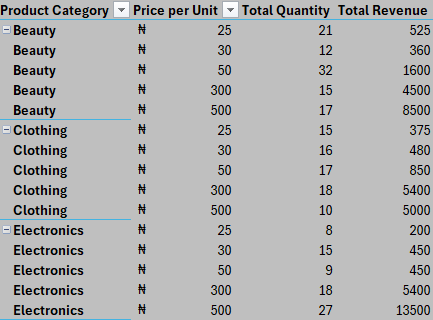 Product Category Price per Unit Total Quantity Total Revenue
Beauty ₦ 25 21 525
Beauty ₦ 30 12 360
Beauty ₦ 50 32 1600
Beauty ₦ 300 15 4500
Beauty ₦ 500 17 8500
Clothing ₦ 25 15 375
Clothing ₦ 30 16 480
Clothing ₦ 50 17 850
Clothing ₦ 300 18 5400
Clothing ₦ 500 10 5000
Electronics ₦ 25 8 200
Electronics ₦ 30 15 450
Electronics ₦ 50 9 450
Electronics ₦ 300 18 5400
Electronics ₦ 500 27 13500